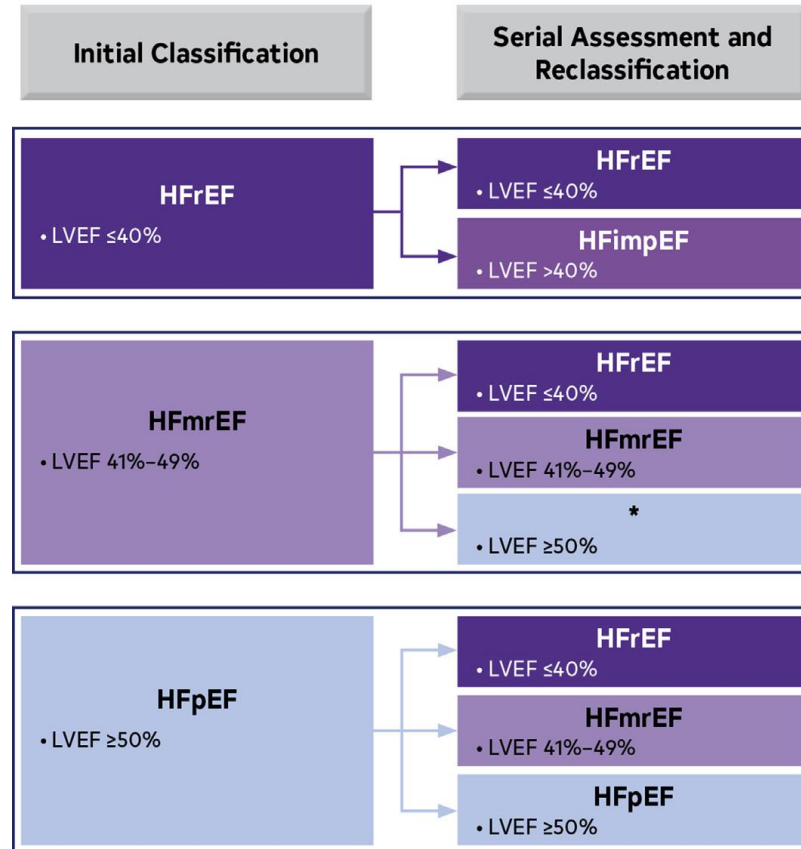 Initial Classification
Serial Assessment and
Reclassification
HFrEF
• LVEF ≤40%
HFrEF
• LVEF ≤40%
HFimpEF
• LVEF >40%
HFmrEF
• LVEF 41%–49%
HFrEF
• LVEF ≤40%
HFmrEF
• LVEF 41%–49%
*
• LVEF ≥50%
HFpEF
• LVEF ≥50%
HFrEF
• LVEF ≤40%
HFmrEF
• LVEF 41%–49%
HFpEF
• LVEF ≥50%